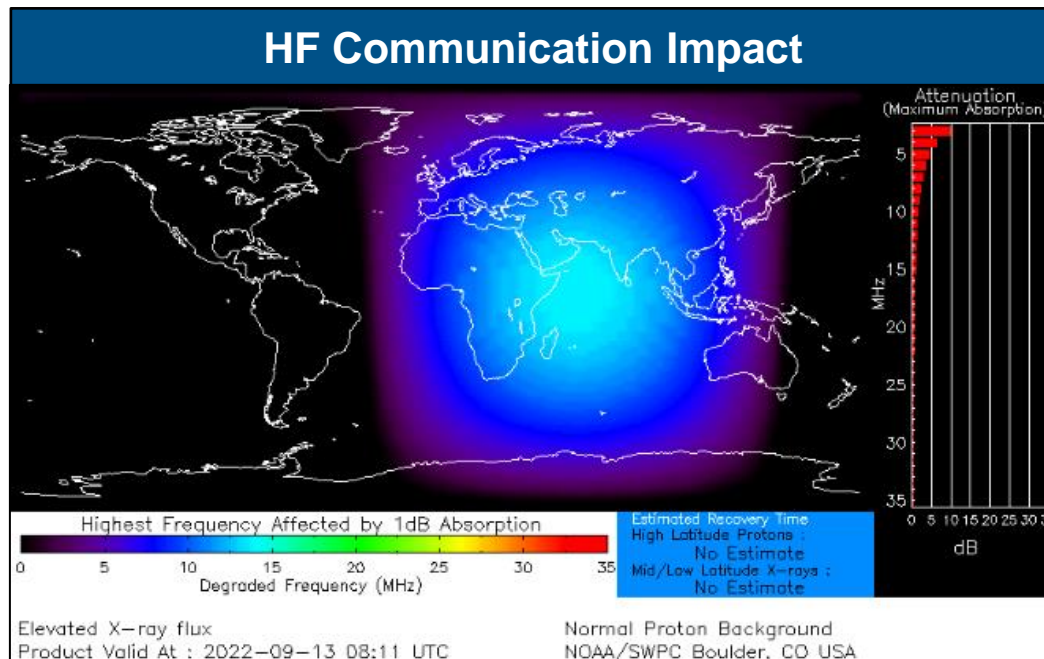 HF Communication Impact
Attenuation
(Maximum Absorption)
5
10
15
20
25
30
35
MHz
0 5 10 15 20 25 30
dB
Highest Frequency Affected by 1dB Absorption
0 5 10 15 20 25 30 35
Degraded Frequency (MHz)
Estimated Recovery Time
High Latitude Protons :
No Estimate
Mid/Low Latitude X-rays :
No Estimate
Elevated X-ray flux
Product Valid At : 2022-09-13 08:11 UTC
Normal Proton Background
NOAA/SWPC Boulder, CO USA